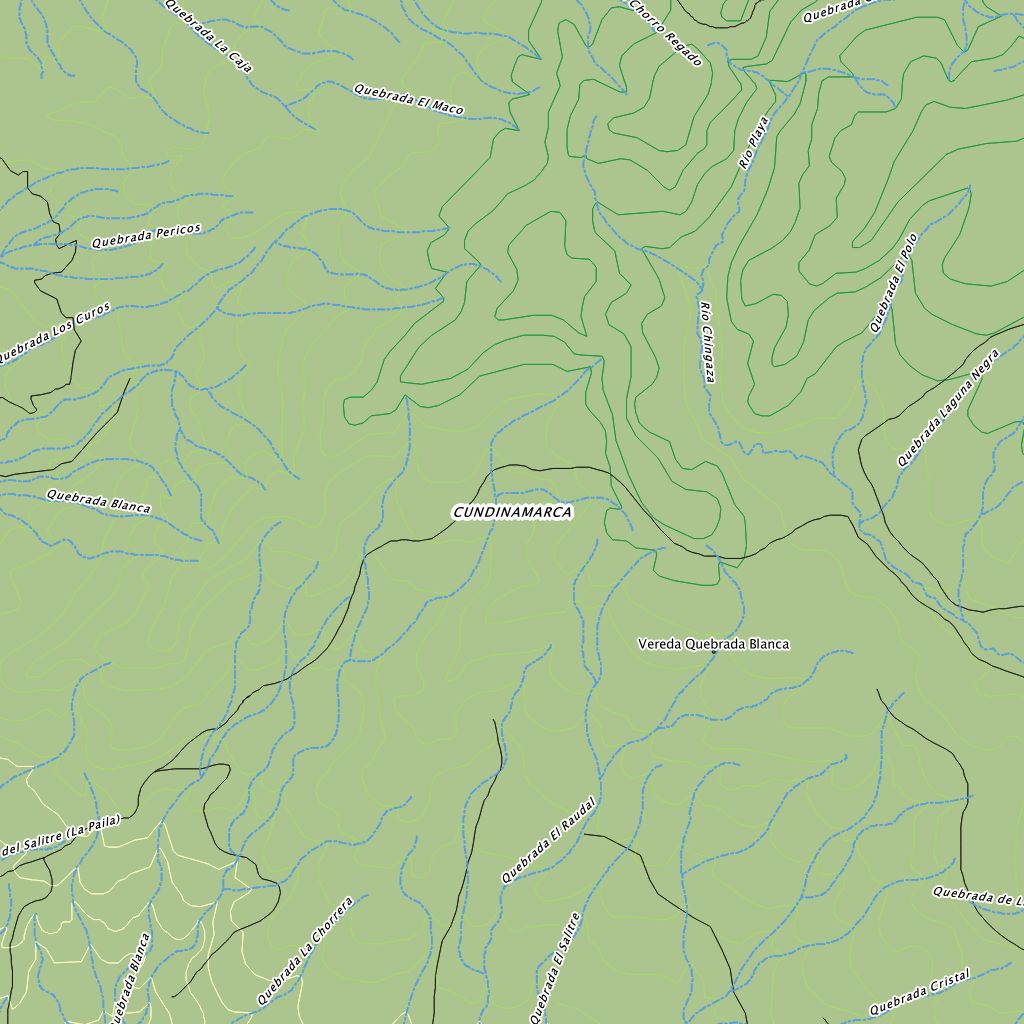 Quebrada La Caja
Chorro Regado
Quebrada
Quebrada El Maco
Río Playa
Quebrada Pericos
Quebrada El Polo
Quebrada Los Curos
Río Chingaza
Quebrada Laguna Negra
Quebrada Blanca
CUNDINAMARCA
Vereda Quebrada Blanca
del Salitre (La Paila)
Quebrada El Raudal
Quebrada de L
Quebrada La Chorrera
Quebrada El Salitre
uebrada Blanca
Quebrada Cristal